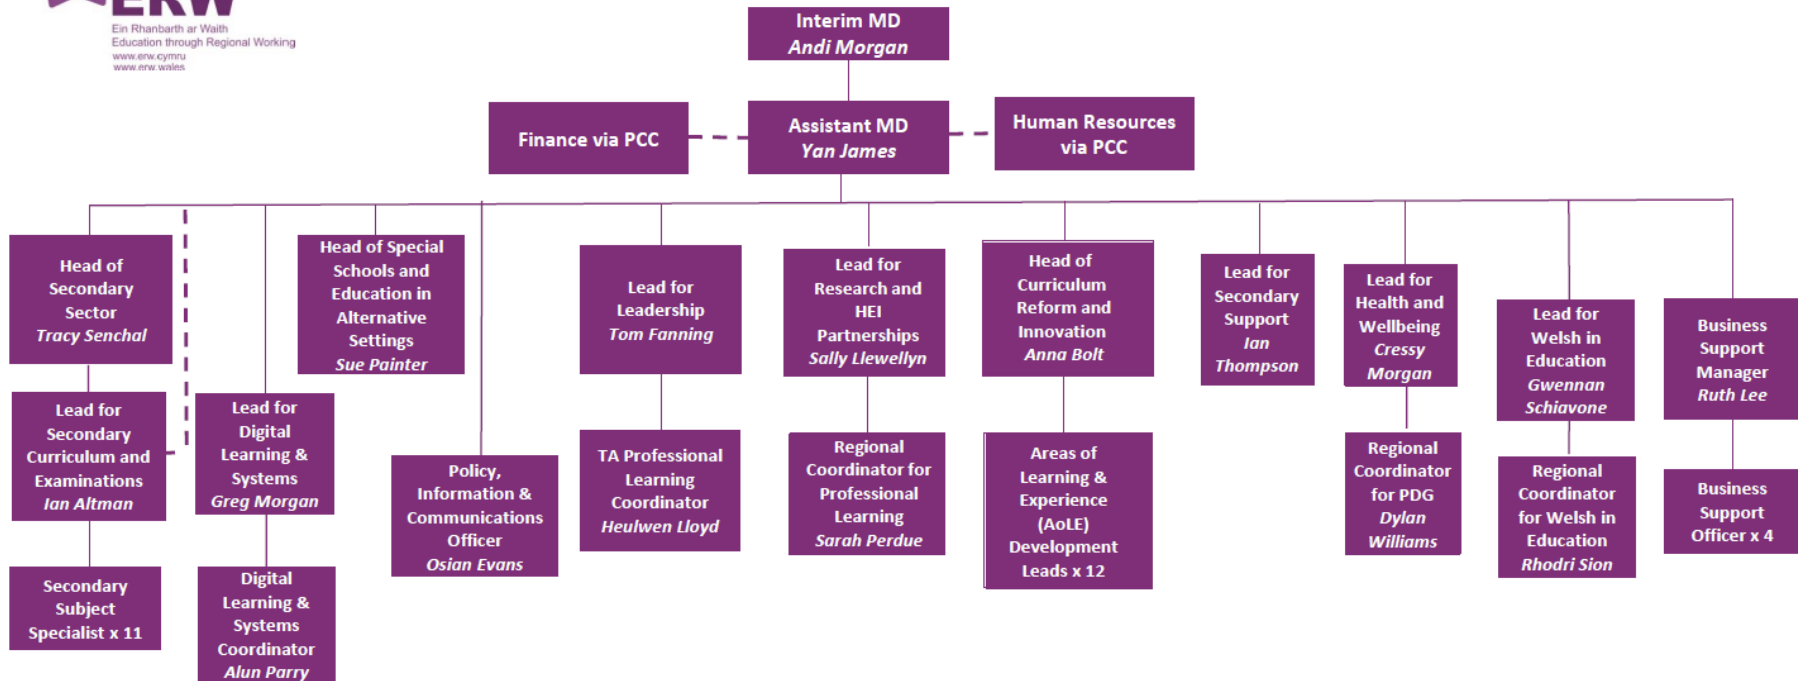 ERW
Ein Rhanbarth ar Waith
Education through Regional Working
www.erw.cymru
www.erw.wales
Interim MD
Andi Morgan
Finance via PCC
Assistant MD
Yan James
Human Resources
via PCC
Head of
Secondary
Sector
Tracy Senchal
Head of Special
Schools and
Education in
Alternative
Settings
Sue Painter
Lead for
Leadership
Tom Fanning
Lead for
Research and
HEI
Partnerships
Sally Llewellyn
Head of
Curriculum
Reform and
Innovation
Anna Bolt
Lead for
Secondary
Support
Ian
Thompson
Lead for
Health and
Wellbeing
Cressy
Morgan
Lead for
Welsh in
Education
Gwennan
Schiavone
Business
Support
Manager
Ruth Lee
Lead for
Secondary
Curriculum and
Examinations
Ian Altman
Lead for
Digital
Learning &
Systems
Greg Morgan
Policy,
Information &
Communications
Officer
Osian Evans
TA Professional
Learning
Coordinator
Heulwen Lloyd
Regional
Coordinator for
Professional
Learning
Sarah Perdue
Areas of
Learning &
Experience
(AoLE)
Development
Leads x 12
Regional
Coordinator
for PDG
Dylan
Williams
Regional
Coordinator
for Welsh in
Education
Rhodri Sion
Business
Support
Officer x 4
Secondary
Subject
Specialist x 11
Digital
Learning &
Systems
Coordinator
Alun Parry